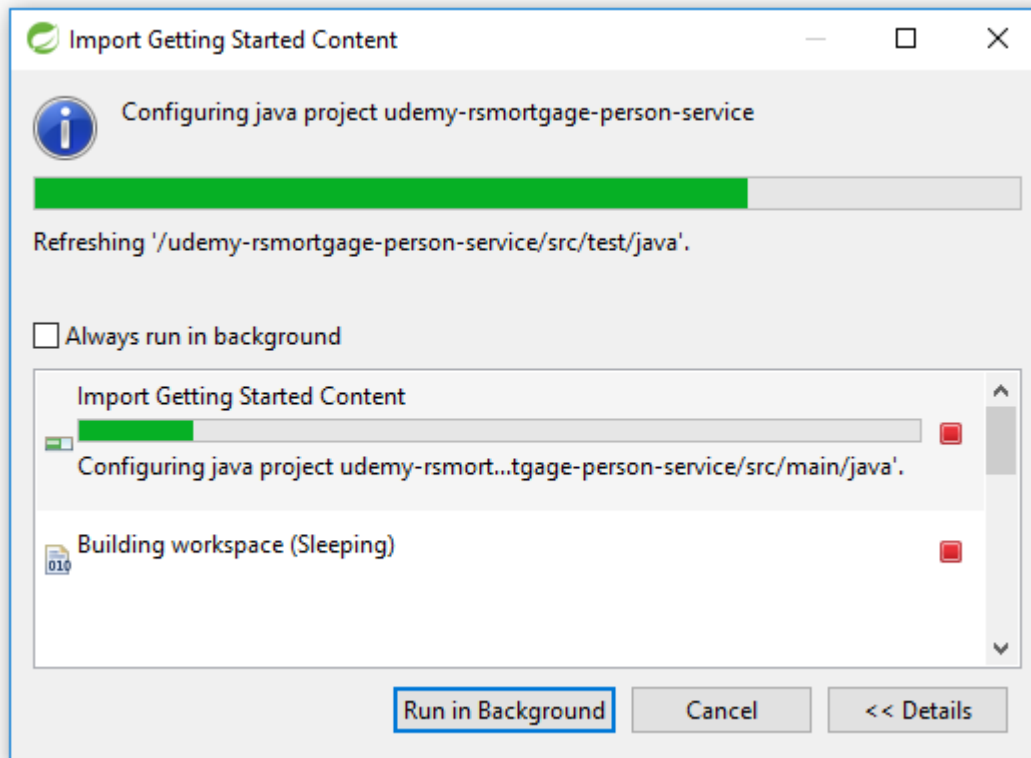 Import Getting Started Content
Configuring java project udemy-rsmortgage-person-service
Refreshing '/udemy-rsmortgage-person-service/src/test/java'.
Always run in background
Import Getting Started Content
Configuring java project udemy-rsmort...tgage-person-service/src/main/java'.
010
Building workspace (Sleeping)
Run in Background
Cancel
<< Details